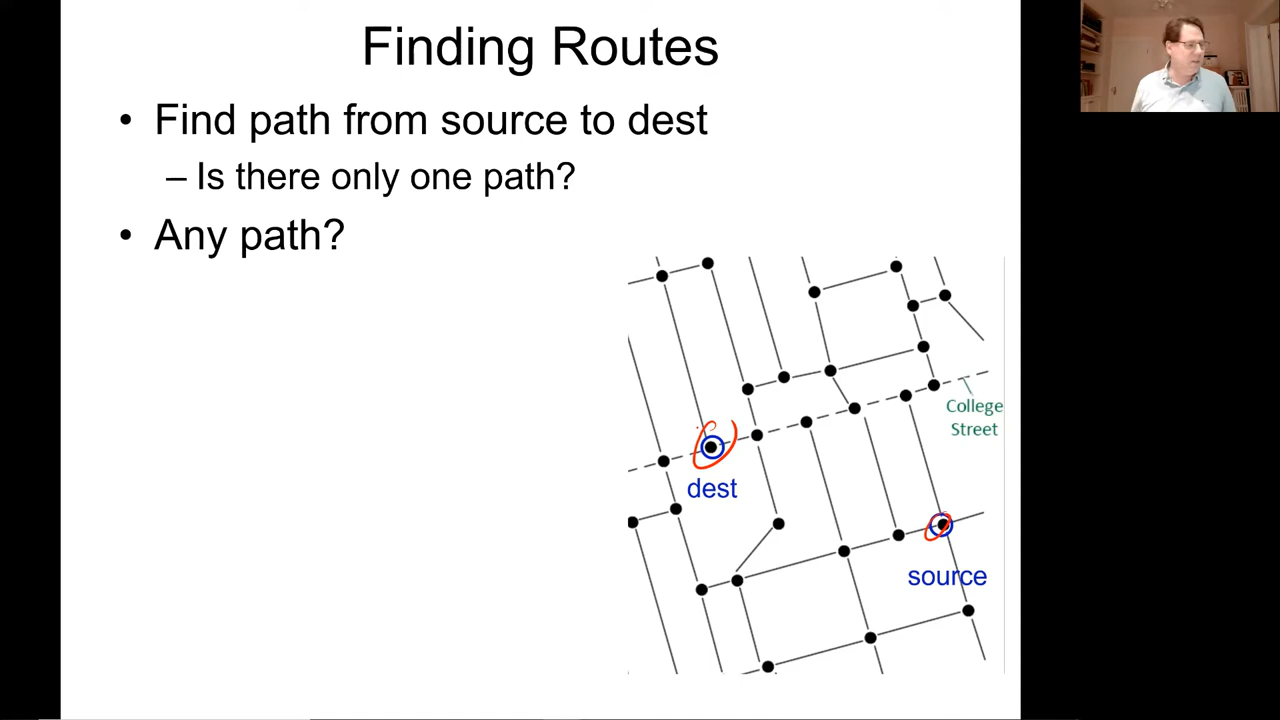 Finding Routes
• Find path from source to dest
– Is there only one path?
• Any path?
College
Street
dest
source